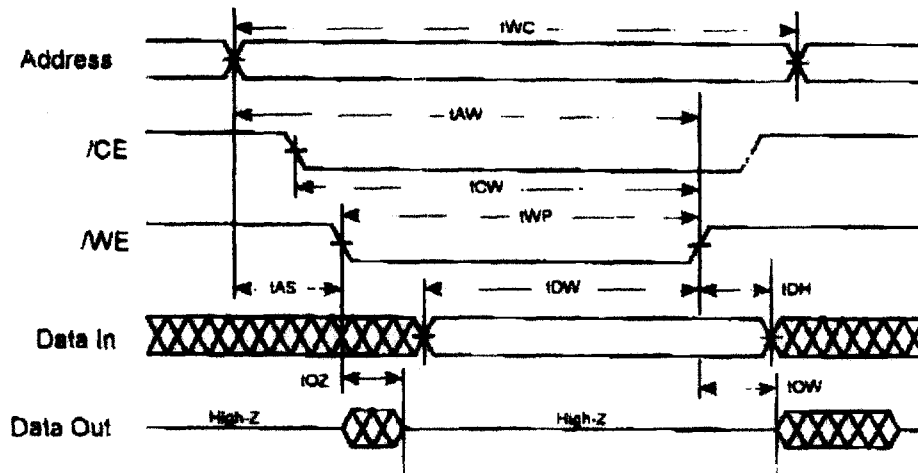 tWC
Address
tAW
/CE
tCW
tWP
/WE
tAS
tDW
tDH
Data In
tOZ
tOW
Data Out
High-Z
High-Z